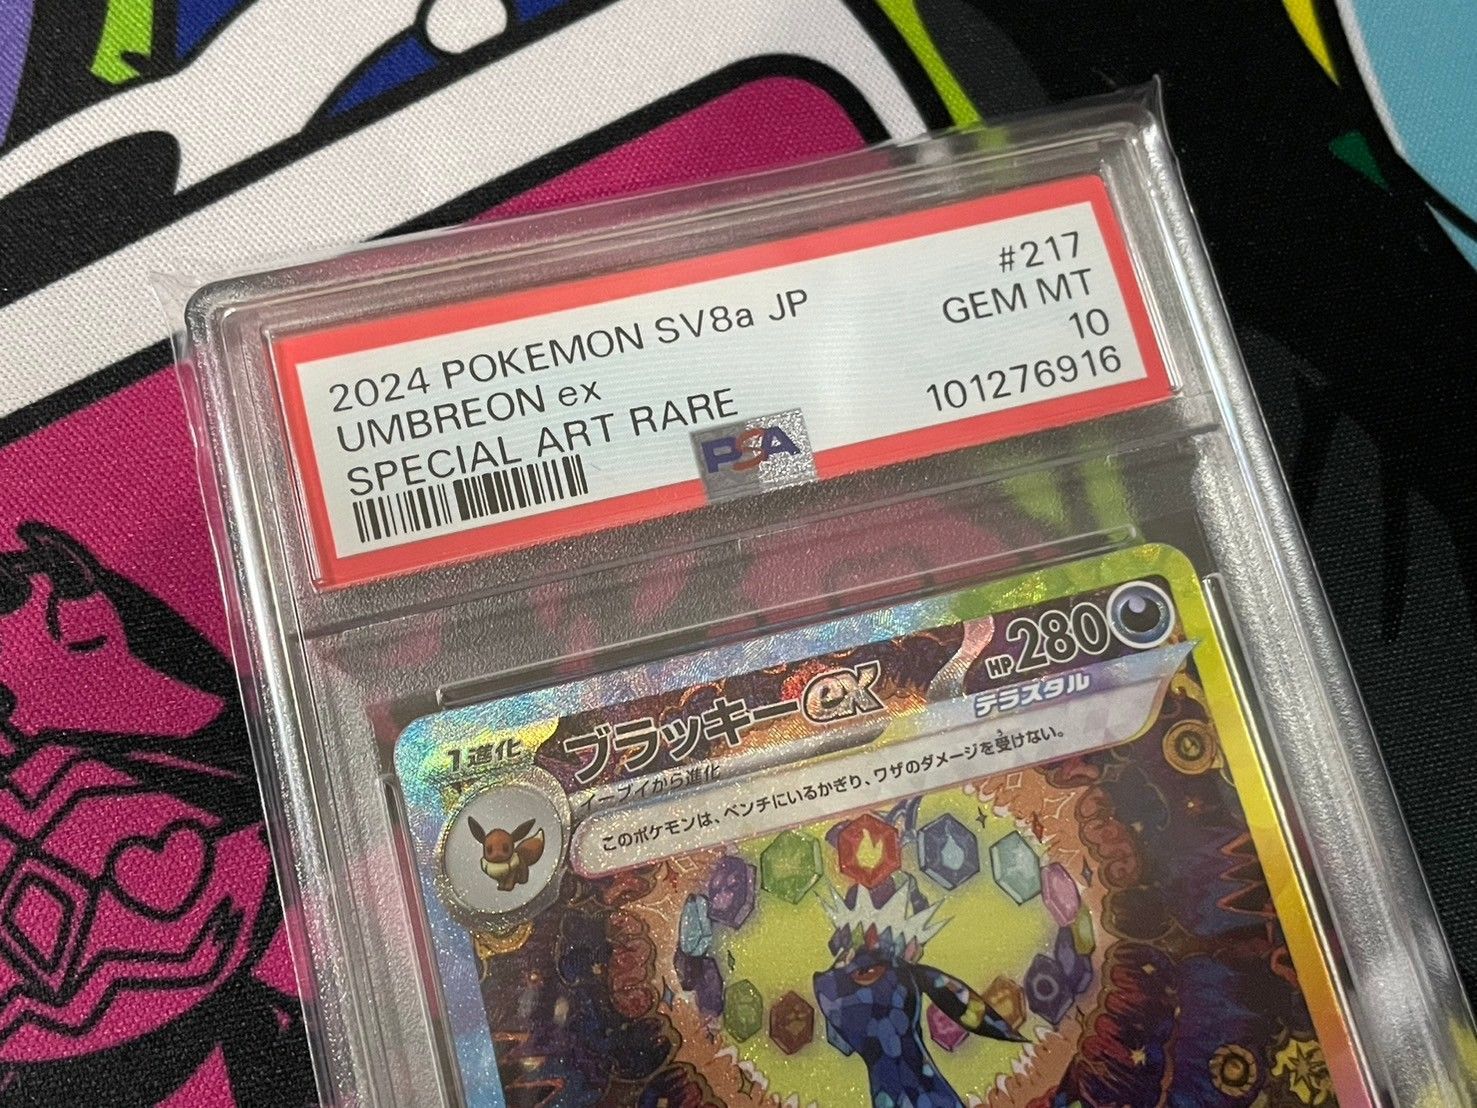 2024 POKEMON SV8a JP
#217
UMBREON ex
GEM MT
SPECIAL ART RARE
10
101276916
PSA
1進化
ブラッキーex
HP280
テラスタル
イーブイから進化
このポケモンは、ベンチにいるかぎり、ワザのダメージを受けない。